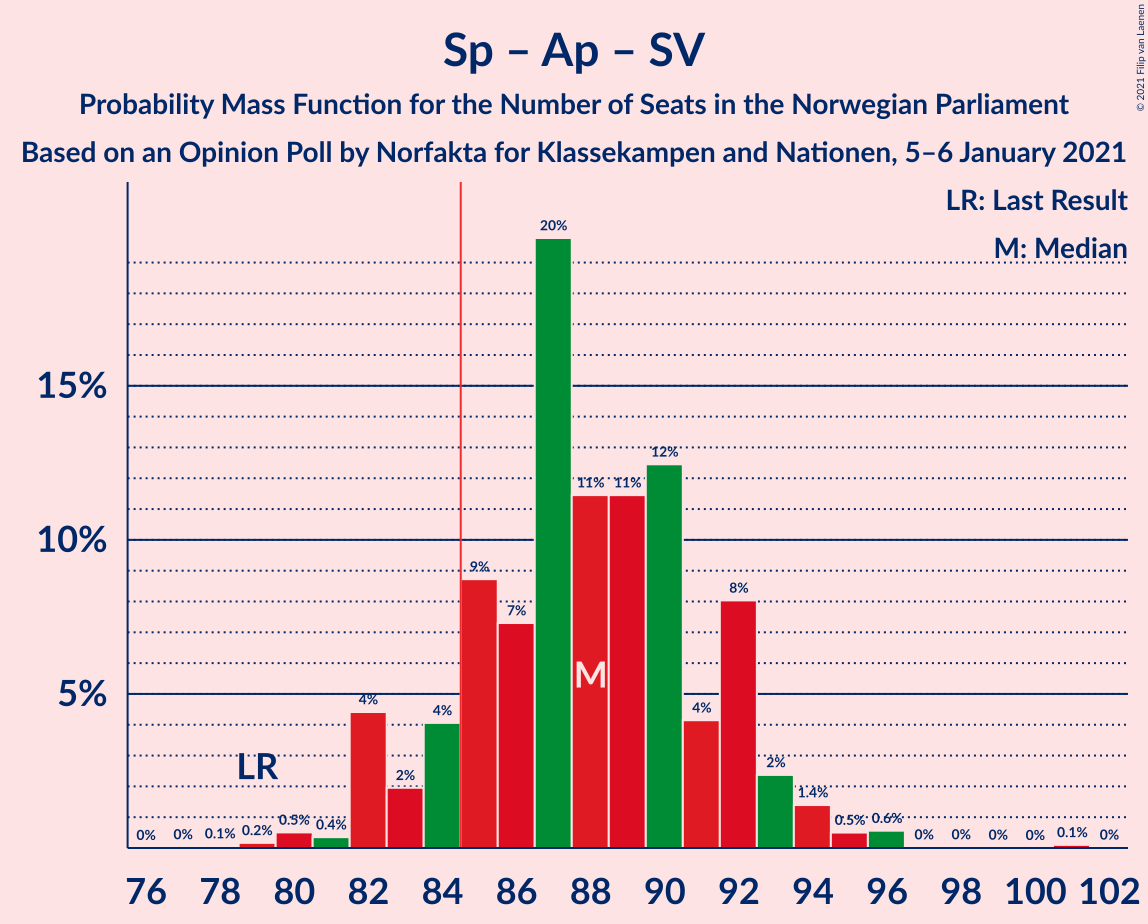 © 2021 Filip van Laenen
Sp – Ap – SV
Probability Mass Function for the Number of Seats in the Norwegian Parliament
Based on an Opinion Poll by Norfakta for Klassekampen and Nationen, 5–6 January 2021
LR: Last Result
M: Median
15%
10%
5%
LR
M
0% 0% 0.1% 0.2% 0.5% 0.4% 4% 2% 4% 9% 7% 20% 11% 11% 12% 4% 8% 2% 1.4% 0.5% 0.6% 0% 0% 0% 0% 0.1% 0%
76 78 80 82 84 86 88 90 92 94 96 98 100 102